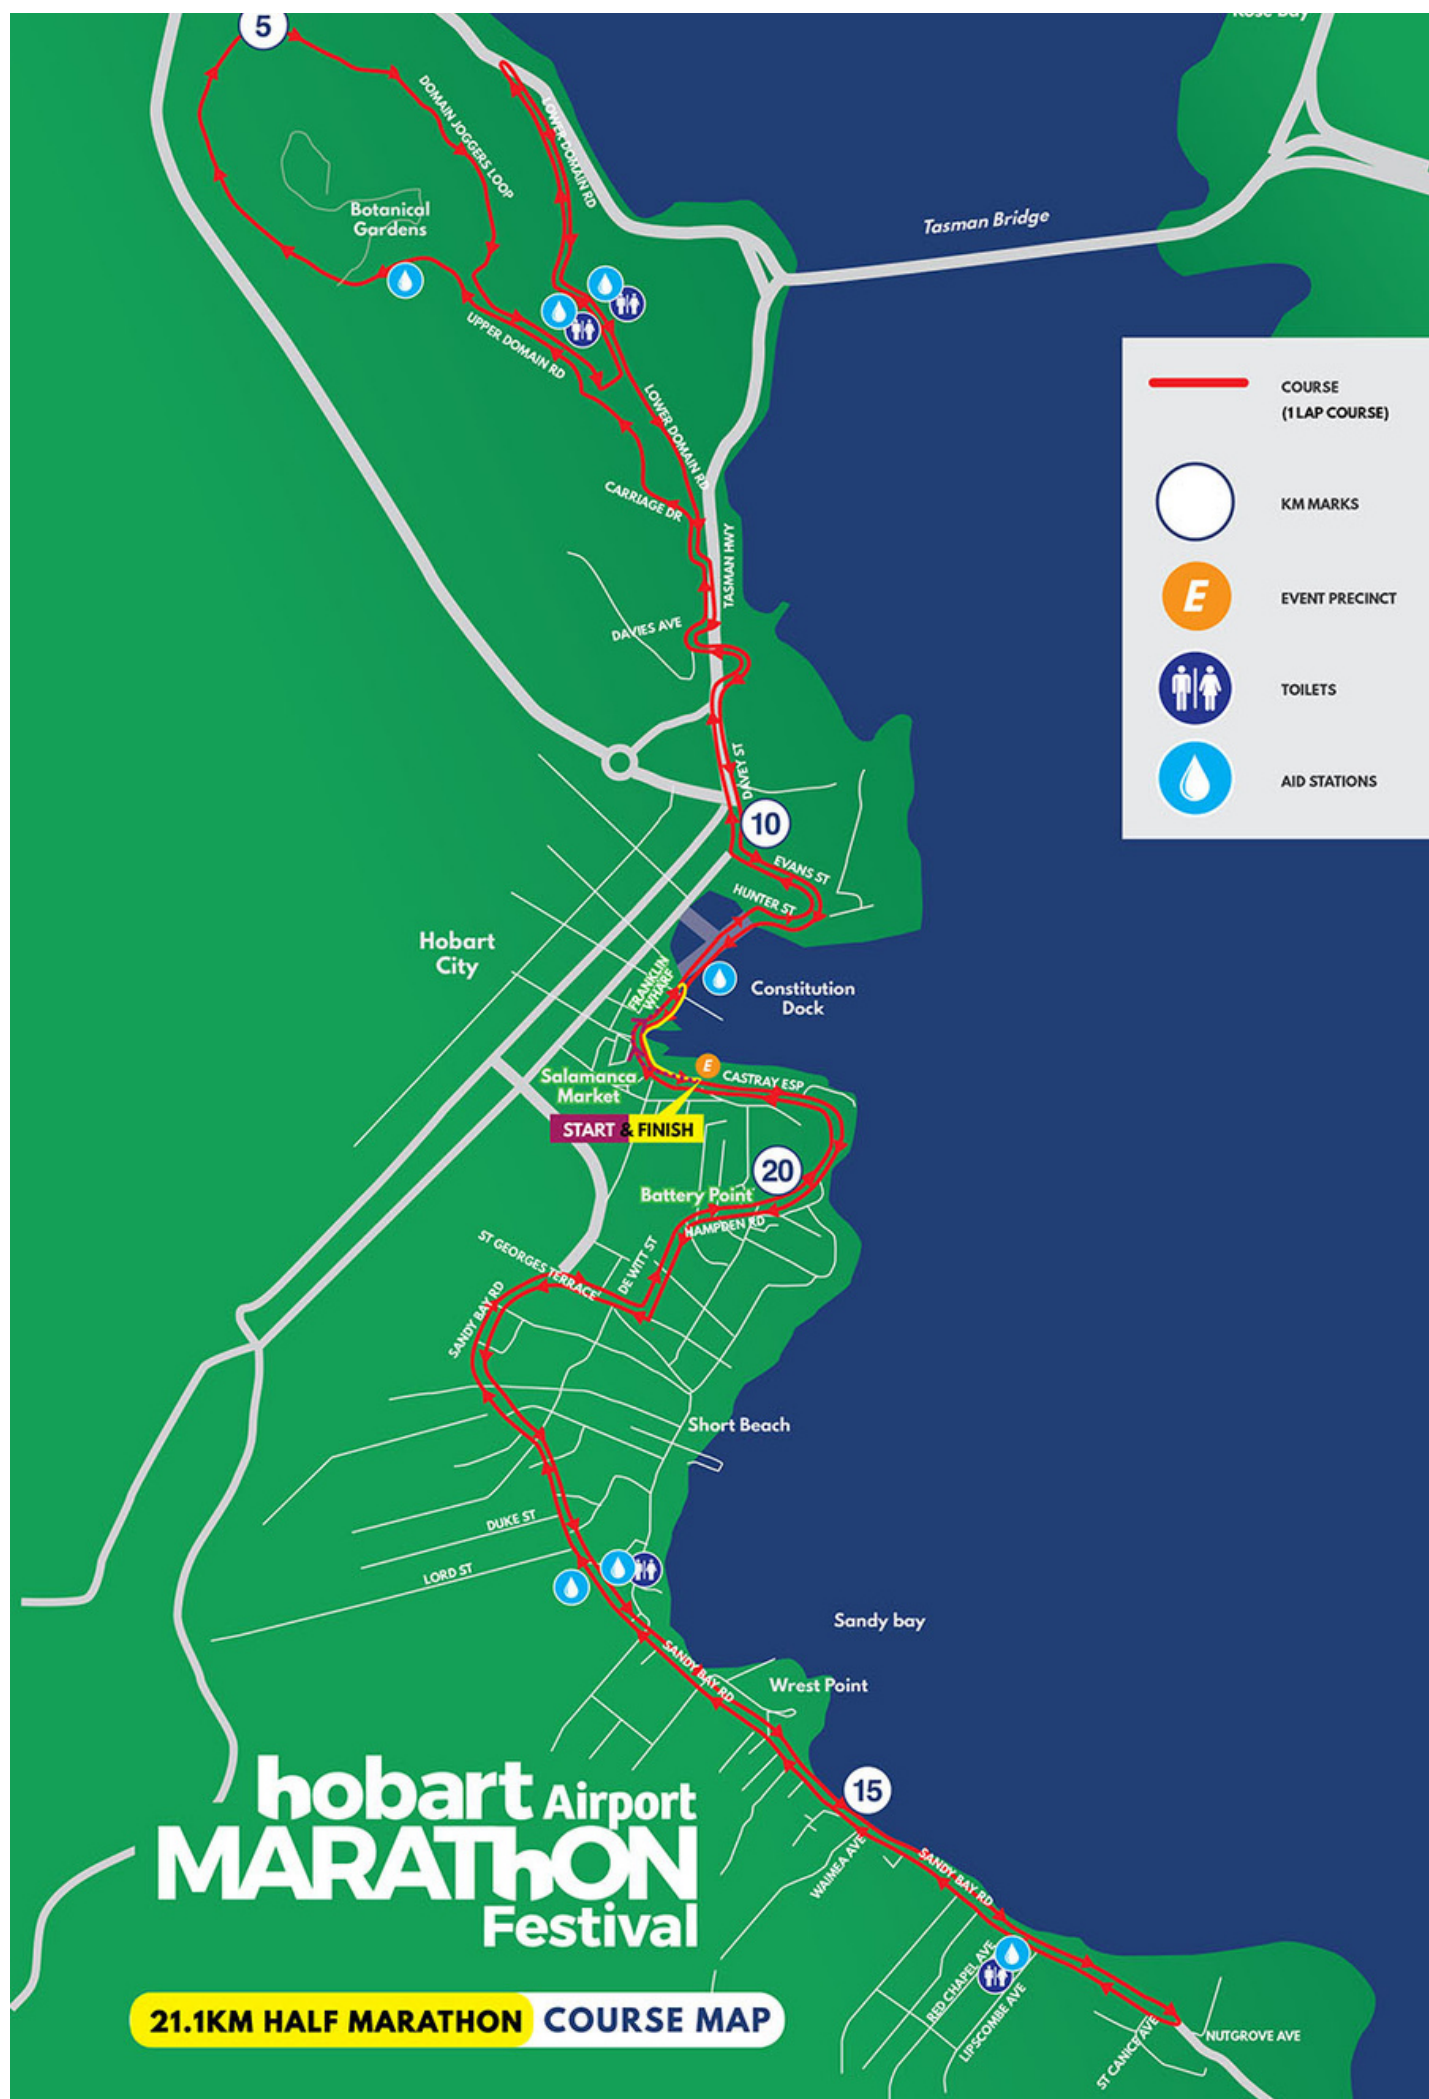 Rose Bay
5
DOMAIN JOGGERS LOOP
LOWER DOMAIN RD
Botanical
Gardens
Tasman Bridge
UPPER DOMAIN RD
LOWER DOMAIN RD
CARRIAGE DR
TASMAN HWY
DAVIES AVE
COURSE
(1 LAP COURSE)
KM MARKS
E
EVENT PRECINCT
TOILETS
AID STATIONS
DAVEY ST
10
EVANS ST
HUNTER ST
Hobart
City
FRANKLIN
WHARF
Constitution
Dock
E
CASTRAY ESP
Salamanca
Market
START & FINISH
20
Battery Point
HAMPDEN RD
DE WITT ST
ST GEORGES TERRACE
SANDY BAY RD
Short Beach
DUKE ST
LORD ST
Sandy bay
SANDY BAY RD
Wrest Point
15
WAIMEA AVE
SANDY BAY RD
RED CHAPEL AVE
LIPSCOMBE AVE
ST CANICE AVE
NUTGROVE AVE
hobart Airport
MARAThON
Festival
21.1KM HALF MARATHON COURSE MAP